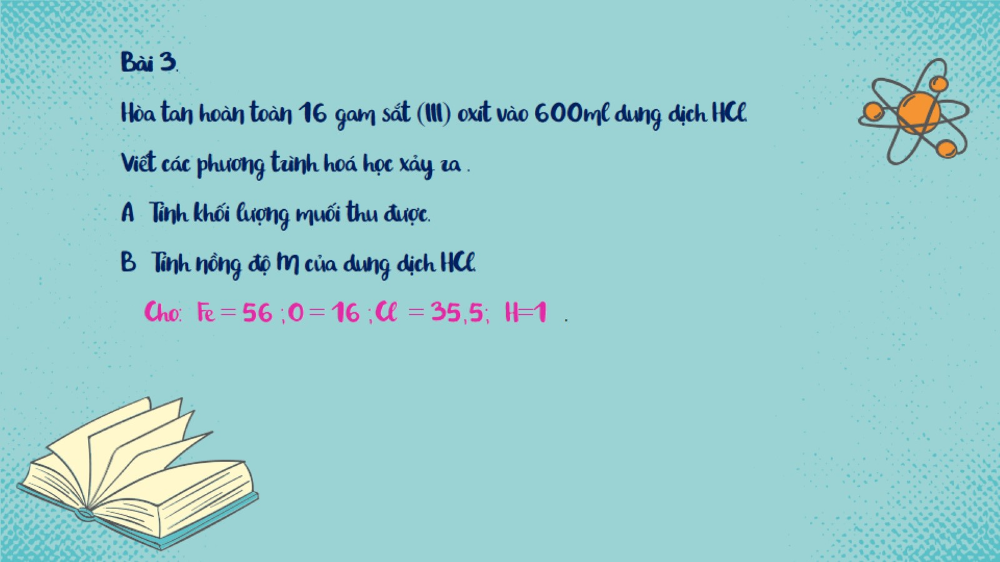 Bài 3.
Hòa tan hoàn toàn 16 gam sắt (III) oxit vào 600ml dung dịch HCl.
Viết các phương trình hoá học xảy ra .
A Tính khối lượng muối thu được.
B Tính nồng độ M của dung dịch HCl.
Cho: Fe = 56 ;O = 16 ;Cl = 35,5; H=1 .